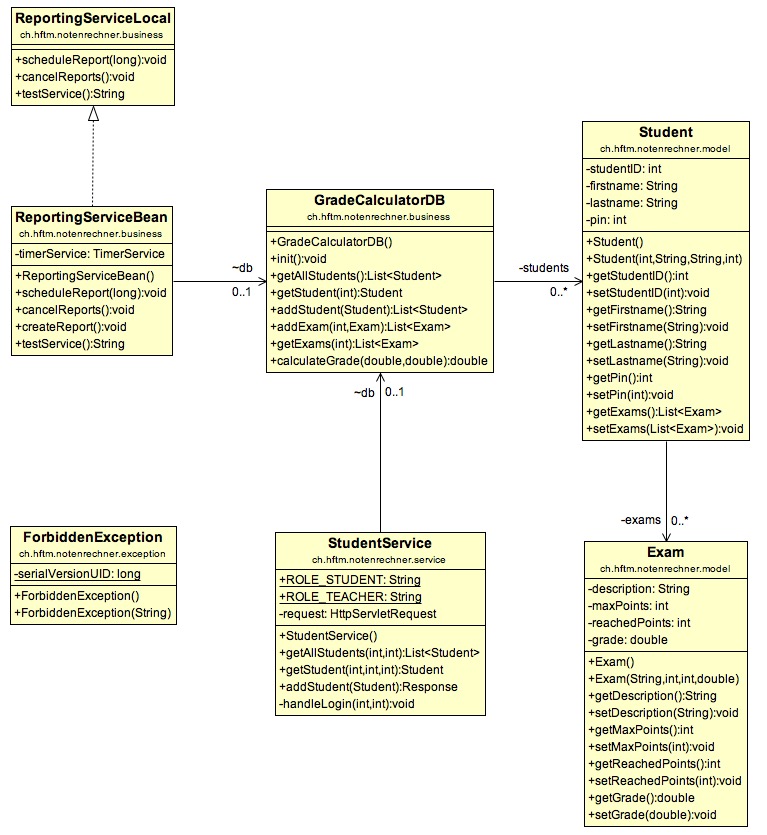 ReportingServiceLocal
ch.hftm.notenrechner.business
+scheduleReport(long):void
+cancelReports():void
+testService():String
ReportingServiceBean
ch.hftm.notenrechner.business
-timerService: TimerService
+ReportingServiceBean()
+scheduleReport(long):void
+cancelReports():void
+createReport():void
+testService():String
~db
0..1
GradeCalculatorDB
ch.hftm.notenrechner.business
+GradeCalculatorDB()
+init():void
+getAllStudents():List<Student>
+getStudent(int):Student
+addStudent(Student):List<Student>
+addExam(int,Exam):List<Exam>
+getExams(int):List<Exam>
+calculateGrade(double,double):double
-students
0..*
Student
ch.hftm.notenrechner.model
-studentID: int
-firstname: String
-lastname: String
-pin: int
+Student()
+Student(int,String,String,int)
+getStudentID():int
+setStudentID(int):void
+getFirstname():String
+setFirstname(String):void
+getLastname():String
+setLastname(String):void
+getPin():int
+setPin(int):void
+getExams():List<Exam>
+setExams(List<Exam>):void
~db 0..1
-exams 0..*
ForbiddenException
ch.hftm.notenrechner.exception
-serialVersionUID: long
+ForbiddenException()
+ForbiddenException(String)
StudentService
ch.hftm.notenrechner.service
+ROLE_STUDENT: String
+ROLE_TEACHER: String
-request: HttpServletRequest
+StudentService()
+getAllStudents(int,int):List<Student>
+getStudent(int,int,int):Student
+addStudent(Student):Response
-handleLogin(int,int):void
Exam
ch.hftm.notenrechner.model
-description: String
-maxPoints: int
-reachedPoints: int
-grade: double
+Exam()
+Exam(String,int,int,double)
+getDescription():String
+setDescription(String):void
+getMaxPoints():int
+setMaxPoints(int):void
+getReachedPoints():int
+setReachedPoints(int):void
+getGrade():double
+setGrade(double):void